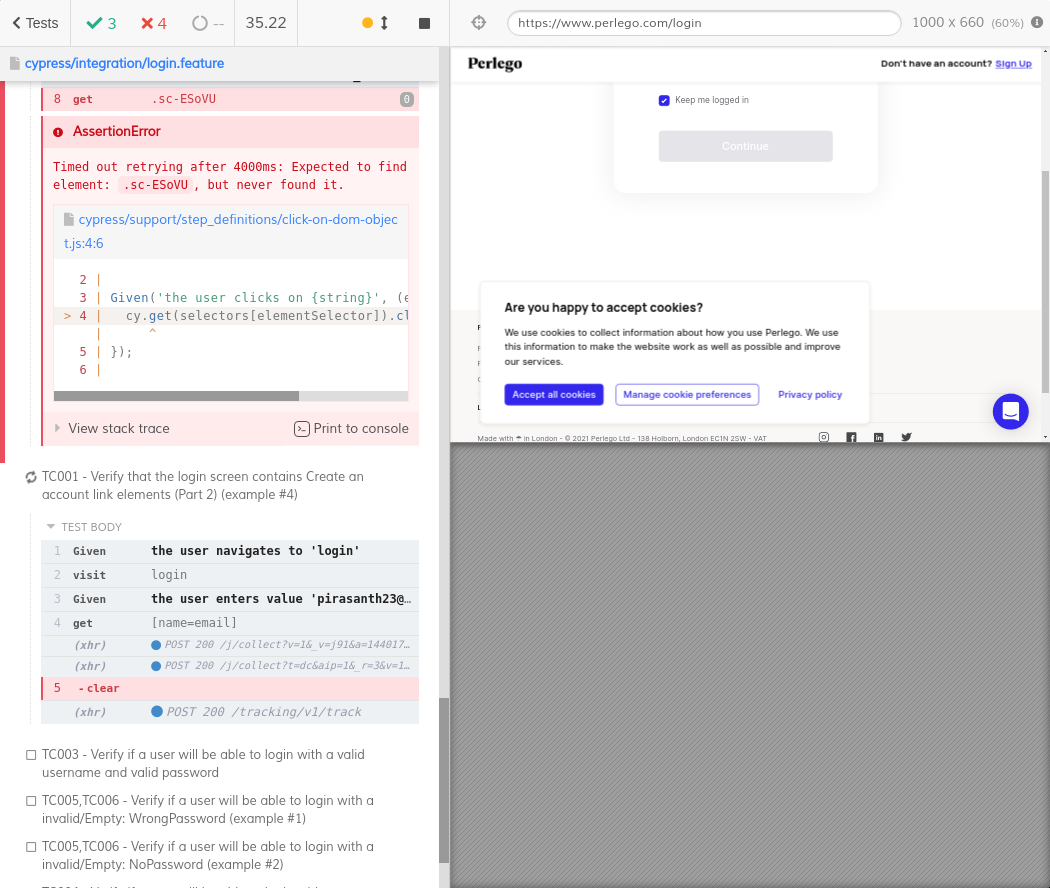 Tests
3
4
--
35.22
https://www.perlego.com/login
1000 x 660 (60%)
cypress/integration/login.feature
8 get .sc-ESoVU 0
AssertionError
Timed out retrying after 4000ms: Expected to find
element: .sc-ESoVU, but never found it.
cypress/support/step_definitions/click-on-dom-objec
t.js:4:6
2 |
3 | Given('the user clicks on {string}', (e
> 4 | cy.get(selectors[elementSelector]).cl
| ^
5 | });
6 |
View stack trace
Print to console
TC001 - Verify that the login screen contains Create an
account link elements (Part 2) (example #4)
TEST BODY
1 Given the user navigates to 'login'
2 visit login
3 Given the user enters value 'pirasanth23@…
4 get [name=email]
(xhr) POST 200 /j/collect?v=1&_v=j91&a=144017…
(xhr) POST 200 /j/collect?t=dc&aip=1&_r=3&v=1…
5 -clear
(xhr) POST 200 /tracking/v1/track
TC003 - Verify if a user will be able to login with a valid
username and valid password
TC005,TC006 - Verify if a user will be able to login with a
invalid/Empty: WrongPassword (example #1)
TC005,TC006 - Verify if a user will be able to login with a
invalid/Empty: NoPassword (example #2)
Perlego
Don't have an account? Sign Up
Keep me logged in
Continue
Are you happy to accept cookies?
We use cookies to collect information about how you use Perlego. We use
this information to make the website work as well as possible and improve
our services.
Accept all cookies
Manage cookie preferences
Privacy policy
Made with ☂ in London - © 2021 Perlego Ltd - 138 Holborn, London EC1N 2SW - VAT